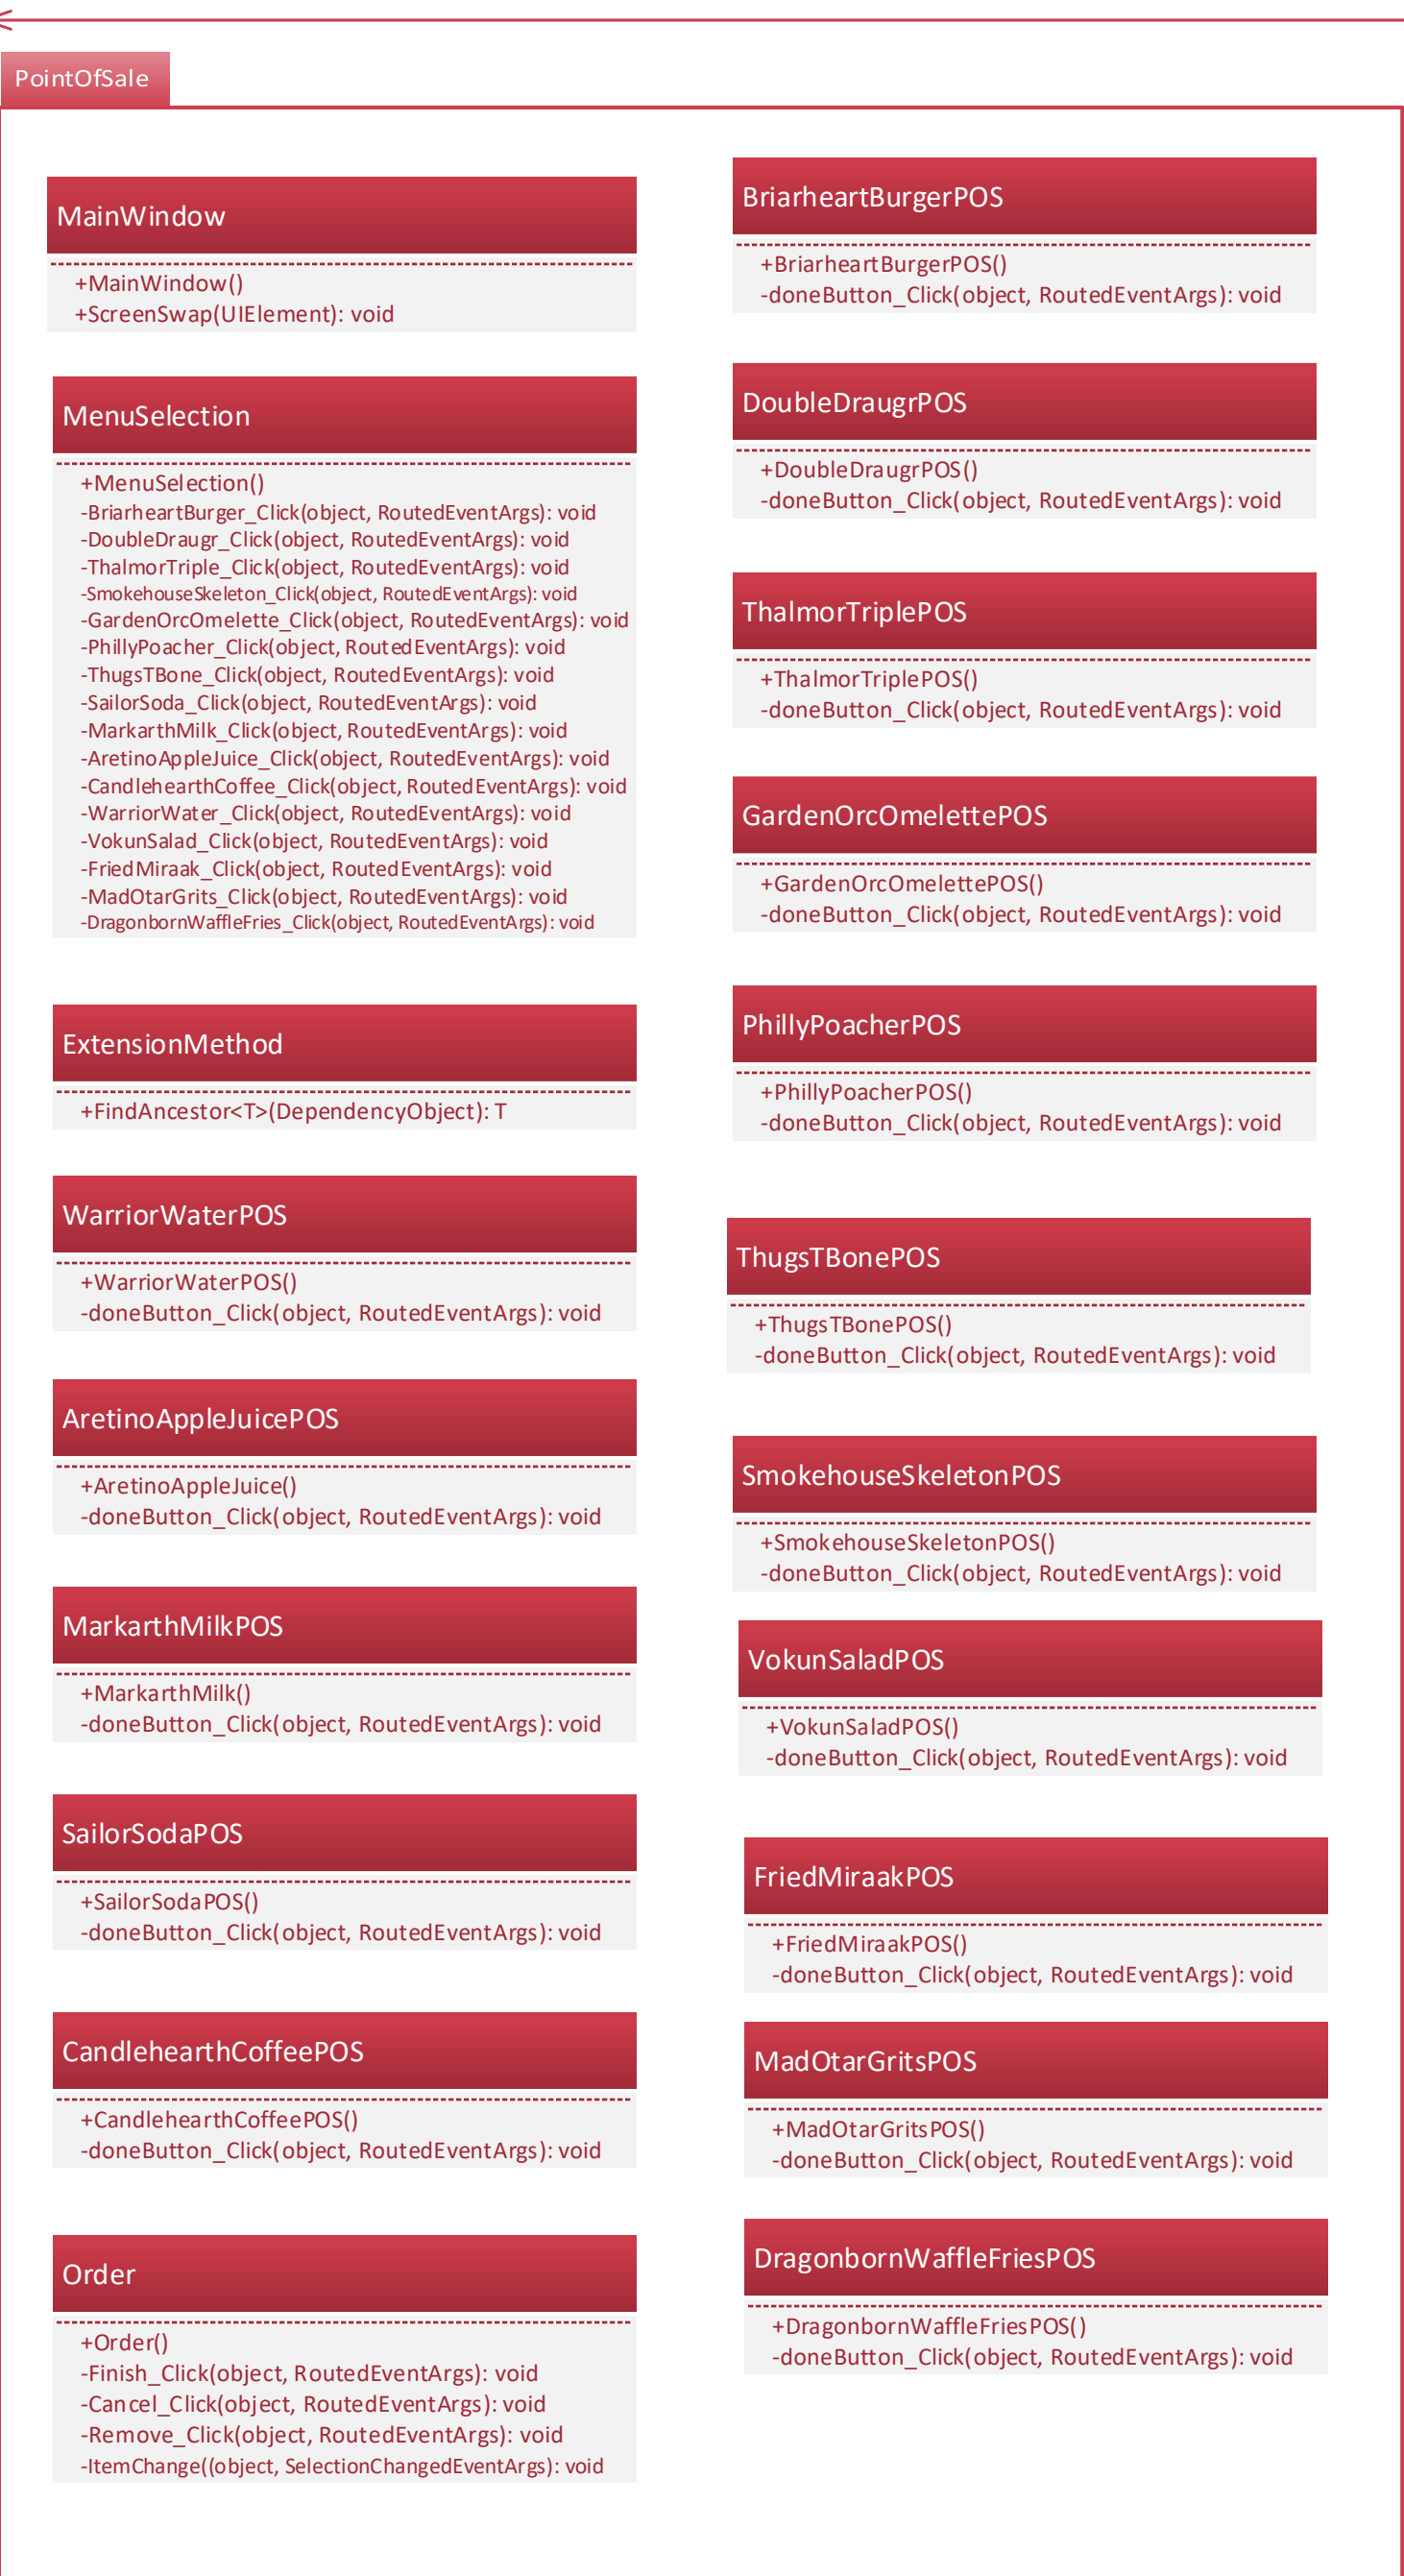 PointOfSale
MainWindow
+MainWindow()
+ScreenSwap(UIElement): void
MenuSelection
+MenuSelection()
-BriarheartBurger_Click(object, RoutedEventArgs): void
-DoubleDraugr_Click(object, RoutedEventArgs): void
-ThalmorTriple_Click(object, RoutedEventArgs): void
-SmokehouseSkeleton_Click(object, RoutedEventArgs): void
-GardenOrcOmelette_Click(object, RoutedEventArgs): void
-PhillyPoacher_Click(object, RoutedEventArgs): void
-ThugsTBone_Click(object, RoutedEventArgs): void
-SailorSoda_Click(object, RoutedEventArgs): void
-MarkarthMilk_Click(object, RoutedEventArgs): void
-AretinoAppleJuice_Click(object, RoutedEventArgs): void
-CandlehearthCoffee_Click(object, RoutedEventArgs): void
-WarriorWater_Click(object, RoutedEventArgs): void
-VokunSalad_Click(object, RoutedEventArgs): void
-FriedMiraak_Click(object, RoutedEventArgs): void
-MadOtarGrits_Click(object, RoutedEventArgs): void
-DragonbornWaffleFries_Click(object, RoutedEventArgs): void
ExtensionMethod
+FindAncestor<T>(DependencyObject): T
WarriorWaterPOS
+WarriorWaterPOS()
-doneButton_Click(object, RoutedEventArgs): void
AretinoAppleJuicePOS
+AretinoAppleJuice()
-doneButton_Click(object, RoutedEventArgs): void
MarkarthMilkPOS
+MarkarthMilk()
-doneButton_Click(object, RoutedEventArgs): void
SailorSodaPOS
+SailorSodaPOS()
-doneButton_Click(object, RoutedEventArgs): void
CandlehearthCoffeePOS
+CandlehearthCoffeePOS()
-doneButton_Click(object, RoutedEventArgs): void
Order
+Order()
-Finish_Click(object, RoutedEventArgs): void
-Cancel_Click(object, RoutedEventArgs): void
-Remove_Click(object, RoutedEventArgs): void
-ItemChange((object, SelectionChangedEventArgs): void
BriarheartBurgerPOS
+BriarheartBurgerPOS()
-doneButton_Click(object, RoutedEventArgs): void
DoubleDraugrPOS
+DoubleDraugrPOS()
-doneButton_Click(object, RoutedEventArgs): void
ThalmorTriplePOS
+ThalmorTriplePOS()
-doneButton_Click(object, RoutedEventArgs): void
GardenOrcOmelettePOS
+GardenOrcOmelettePOS()
-doneButton_Click(object, RoutedEventArgs): void
PhillyPoacherPOS
+PhillyPoacherPOS()
-doneButton_Click(object, RoutedEventArgs): void
ThugsTBonePOS
+ThugsTBonePOS()
-doneButton_Click(object, RoutedEventArgs): void
SmokehouseSkeletonPOS
+SmokehouseSkeletonPOS()
-doneButton_Click(object, RoutedEventArgs): void
VokunSaladPOS
+VokunSaladPOS()
-doneButton_Click(object, RoutedEventArgs): void
FriedMiraakPOS
+FriedMiraakPOS()
-doneButton_Click(object, RoutedEventArgs): void
MadOtarGritsPOS
+MadOtarGritsPOS()
-doneButton_Click(object, RoutedEventArgs): void
DragonbornWaffleFriesPOS
+DragonbornWaffleFriesPOS()
-doneButton_Click(object, RoutedEventArgs): void